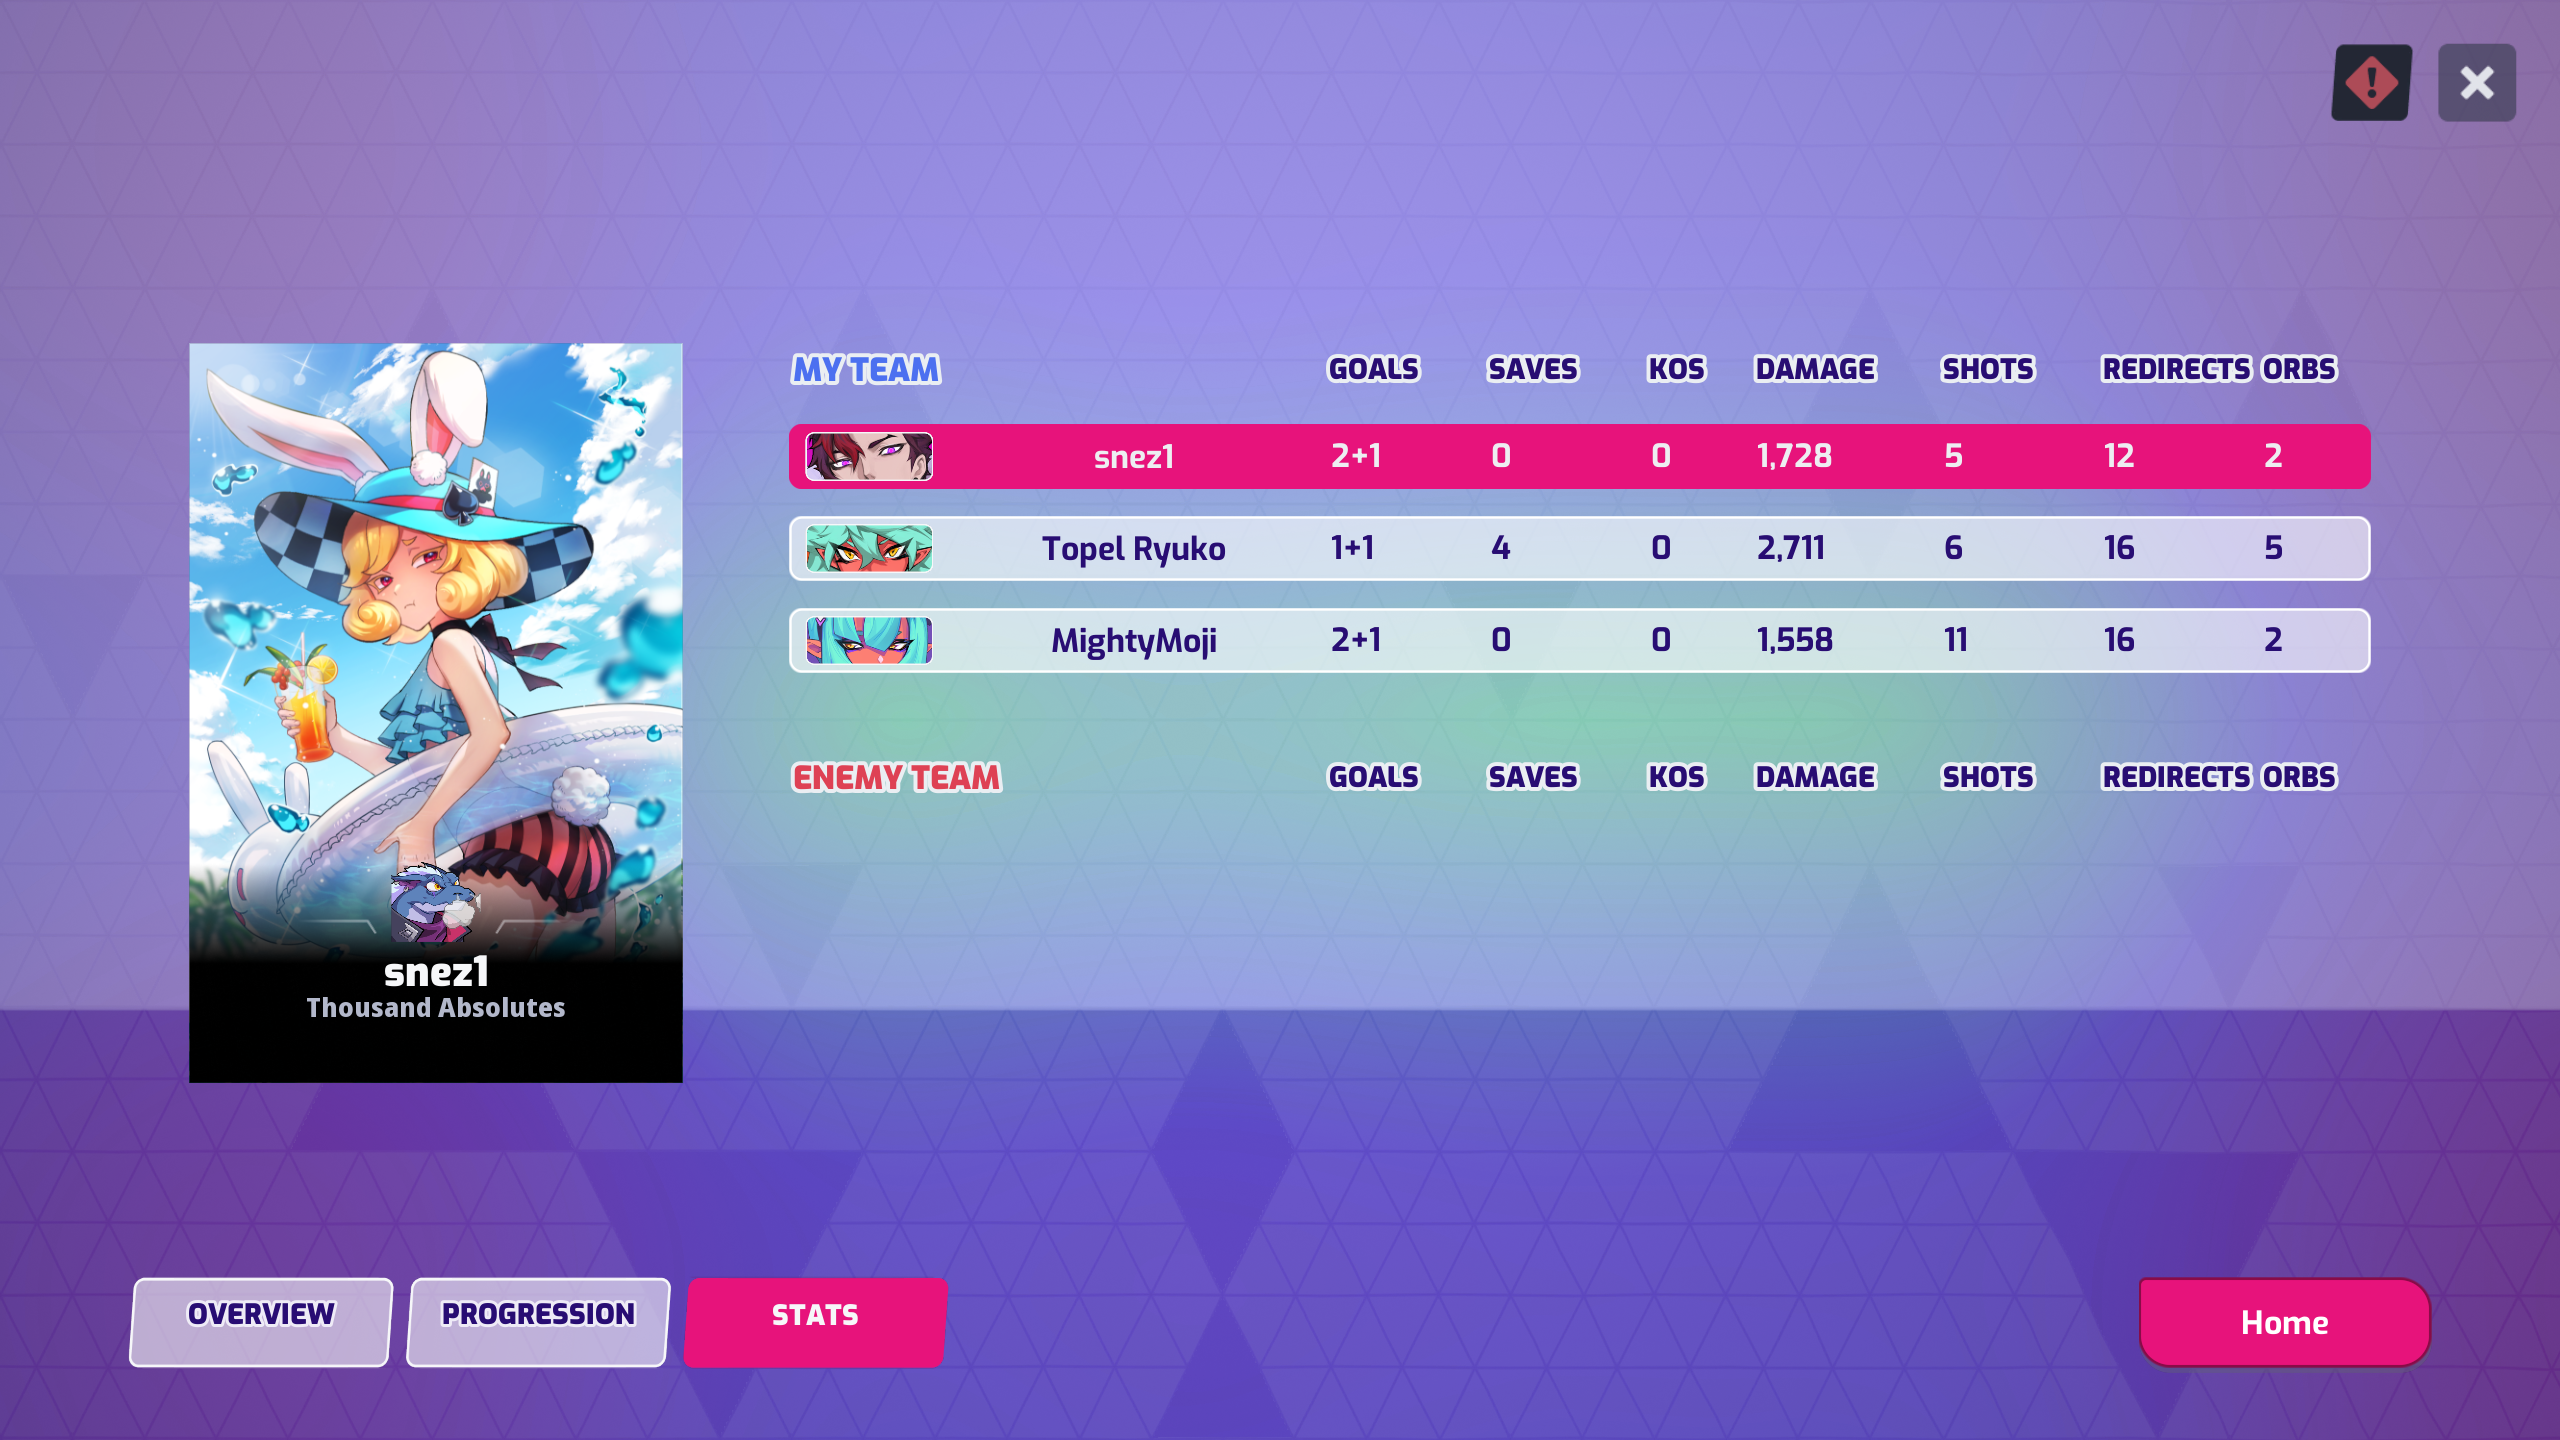 MY TEAM GOALS SAVES KOS DAMAGE SHOTS REDIRECTS ORBS
snez1 2+1 0 0 1,728 5 12 2
Topel Ryuko 1+1 4 0 2,711 6 16 5
MightyMoji 2+1 0 0 1,558 11 16 2
ENEMY TEAM GOALS SAVES KOS DAMAGE SHOTS REDIRECTS ORBS
snez1
Thousand Absolutes
OVERVIEW PROGRESSION STATS Home